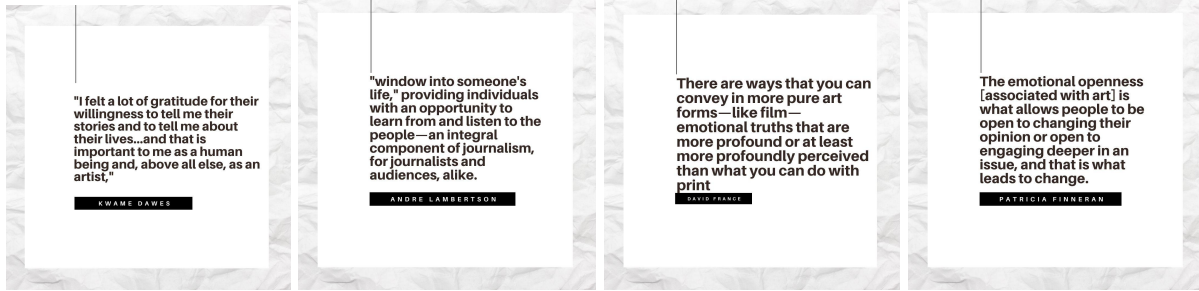 "I felt a lot of gratitude for their
willingness to tell me their
stories and to tell me about
their lives...and that is
important to me as a human
being and, above all else, as an
artist,"
KWAME DAWES
"window into someone's
life," providing individuals
with an opportunity to
learn from and listen to the
people—an integral
component of journalism,
for journalists and
audiences, alike.
ANDRE LAMBERTSON
There are ways that you can
convey in more pure art
forms—like film—
emotional truths that are
more profound or at least
more profoundly perceived
than what you can do with
print
DAVID FRANCE
The emotional openness
[associated with art] is
what allows people to be
open to changing their
opinion or open to
engaging deeper in an
issue, and that is what
leads to change.
PATRICIA FINNERAN